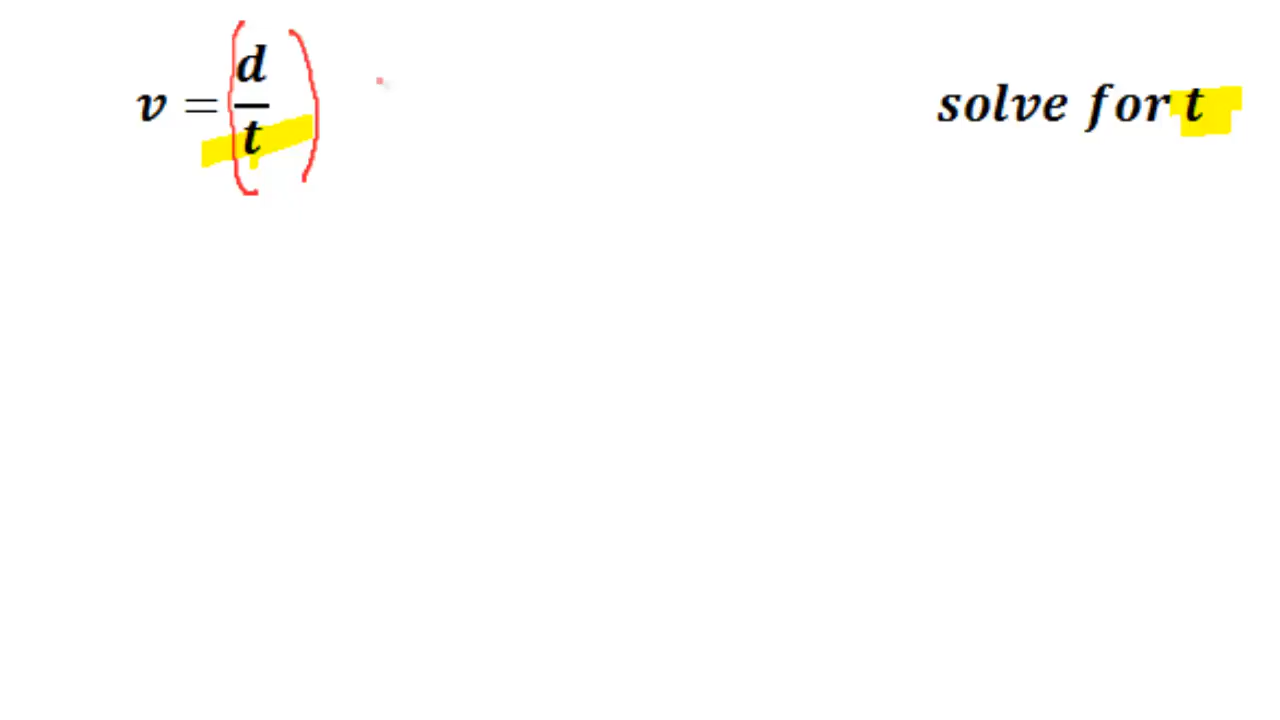 v = (d/t) solve for t